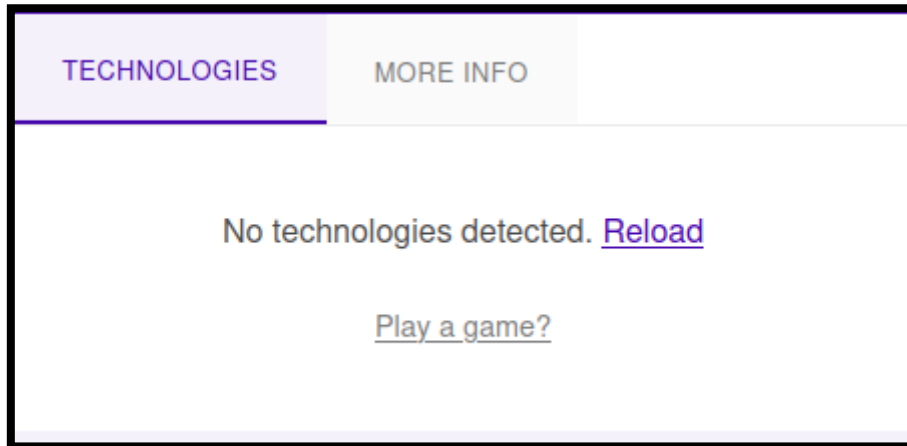 TECHNOLOGIES MORE INFO
No technologies detected. Reload
Play a game?